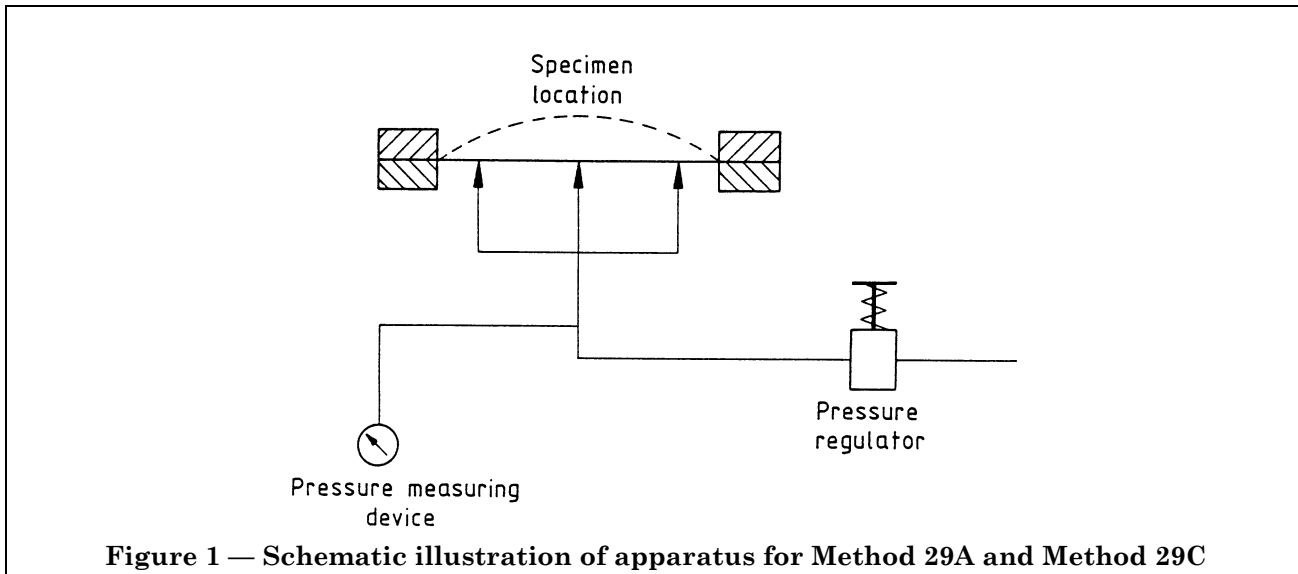 Specimen
location
Pressure
regulator
Pressure measuring
device
Figure 1 — Schematic illustration of apparatus for Method 29A and Method 29C